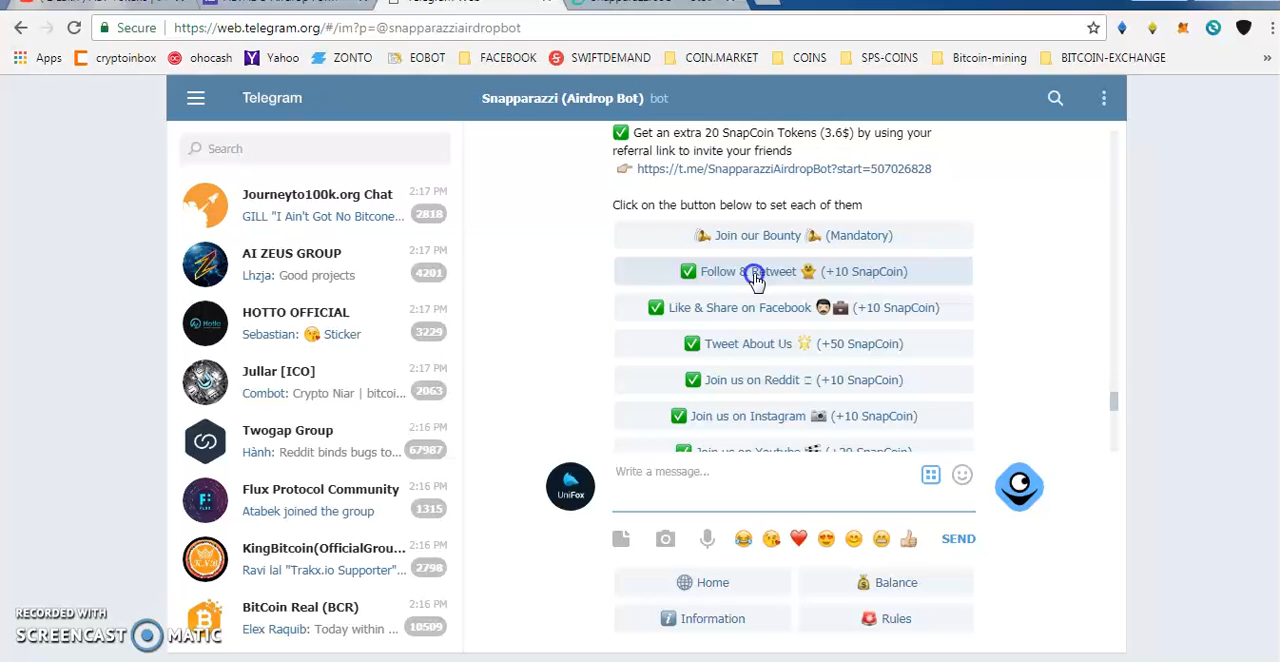 Secure
https://web.telegram.org/#/im?p=@snapparazziairdropbot
Apps
cryptoinbox
ohocash
Yahoo
ZONTO
EOBOT
FACEBOOK
SWIFTDEMAND
COIN.MARKET
COINS
SPS-COINS
Bitcoin-mining
BITCOIN-EXCHANGE
Telegram
Snapparazzi (Airdrop Bot) bot
Search
Journeyto100k.org Chat 2:17 PM
GILL "I Ain't Got No Bitcone... 2818
AI ZEUS GROUP 2:17 PM
Lhzja: Good projects 4201
HOTTO OFFICIAL 2:17 PM
Sebastian: 😘 Sticker 3229
Jullar [ICO] 2:17 PM
Combot: Crypto Niar | bitcoi... 2063
Twogap Group 2:16 PM
Hành: Reddit binds bugs to... 67987
Flux Protocol Community 2:16 PM
Atabek joined the group 1315
KingBitcoin(OfficialGrou... 2:16 PM
Ravi lal "Trakx.io Supporter"... 2798
BitCoin Real (BCR) 2:16 PM
Elex Raquib: Today within ... 10509
✅ Get an extra 20 SnapCoin Tokens (3.6$) by using your
referral link to invite your friends
👉 https://t.me/SnapparazziAirdropBot?start=507026828
Click on the button below to set each of them
Join our Bounty (Mandatory)
✅ Follow & Retweet 🐥 (+10 SnapCoin)
✅ Like & Share on Facebook 👨💼 (+10 SnapCoin)
✅ Tweet About Us 🌟 (+50 SnapCoin)
✅ Join us on Reddit (+10 SnapCoin)
✅ Join us on Instagram 📷 (+10 SnapCoin)
✅ Join us on Youtube 🎬 (+20 SnapCoin)
Write a message...
UniFox
SEND
Home
Balance
Information
Rules
RECORDED WITH
SCREENCAST MATIC